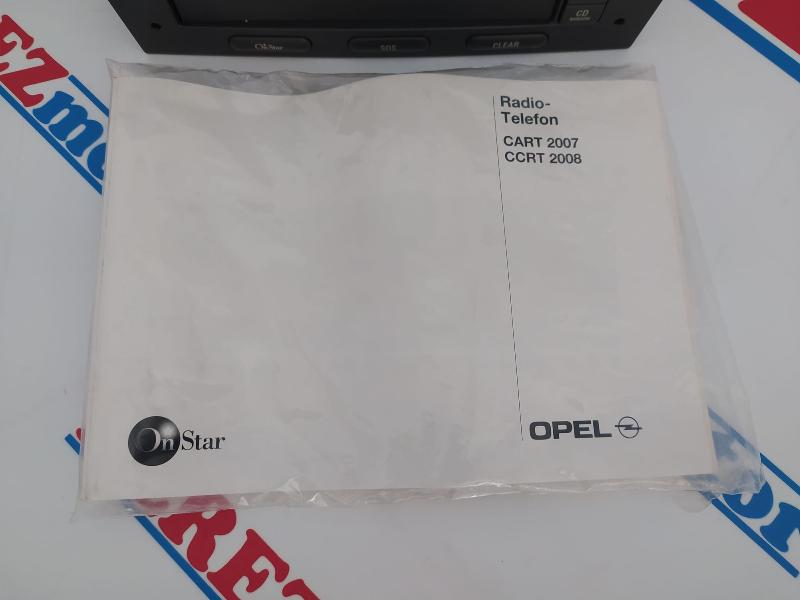 CD
OnStar
SOS
CLEAR
Radio-
Telefon
CART 2007
CCRT 2008
OnStar
OPEL